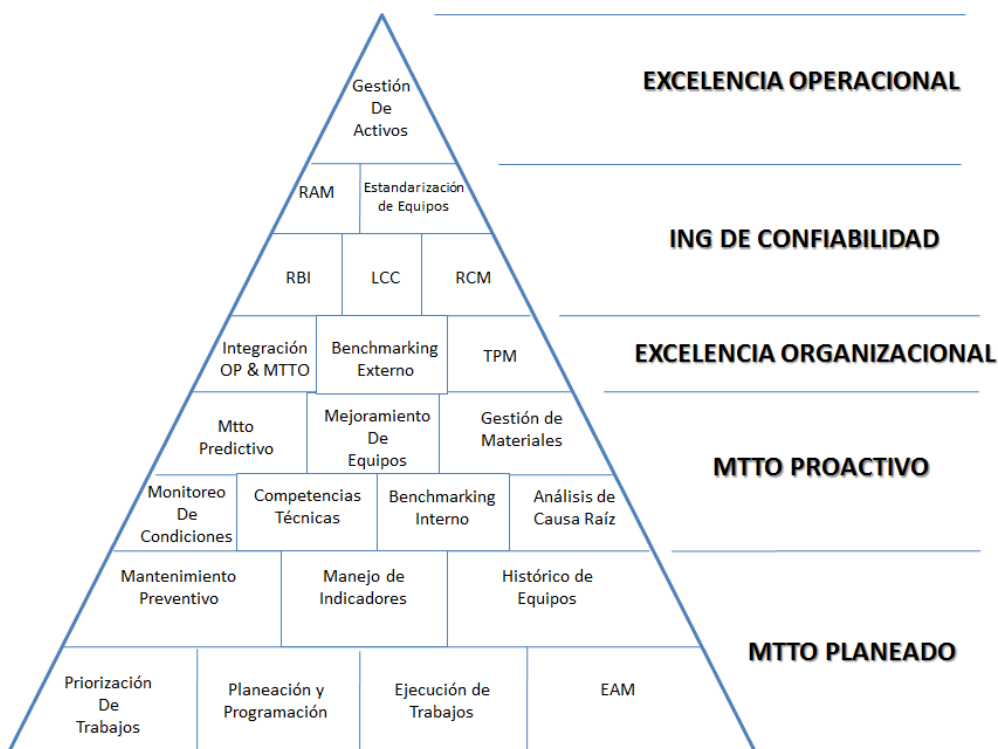 Gestión
De
Activos
EXCELENCIA OPERACIONAL
RAM
Estandarización
de Equipos
RBI
LCC
RCM
ING DE CONFIABILIDAD
Integración
OP & MTTO
Benchmarking
Externo
TPM
EXCELENCIA ORGANIZACIONAL
Mtto
Predictivo
Mejoramiento
De
Equipos
Gestión de
Materiales
Monitoreo
De
Condiciones
Competencias
Técnicas
Benchmarking
Interno
Análisis de
Causa Raíz
MTTO PROACTIVO
Mantenimiento
Preventivo
Manejo de
Indicadores
Histórico de
Equipos
Priorización
De
Trabajos
Planeación y
Programación
Ejecución de
Trabajos
EAM
MTTO PLANEADO